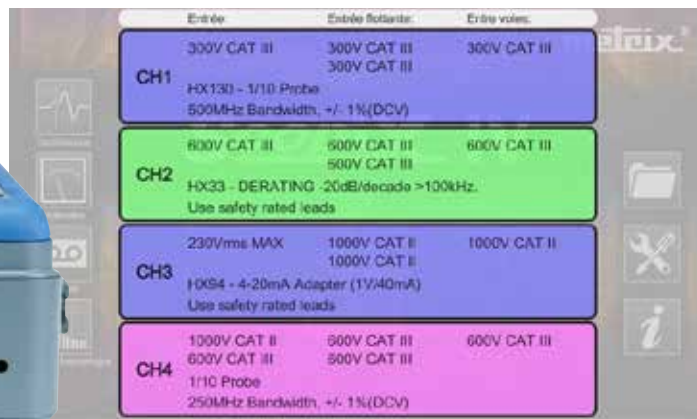 Entrée: Entrée flottante: Entre voies:
300V CAT III 300V CAT III 300V CAT III
300V CAT III
CH1
HX130 - 1/10 Probe
500MHz Bandwidth, +/- 1%(DCV)
600V CAT III 600V CAT III 600V CAT III
600V CAT III
CH2
HX33 - DERATING -20dB/decade >100kHz.
Use safety rated leads
230Vrms MAX 1000V CAT II 1000V CAT II
1000V CAT II
CH3
HX94 - 4-20mA Adapter (1V/40mA)
Use safety rated leads
1000V CAT II 600V CAT III 600V CAT III
600V CAT III 600V CAT III
CH4
1/10 Probe
250MHz Bandwidth, +/- 1%(DCV)